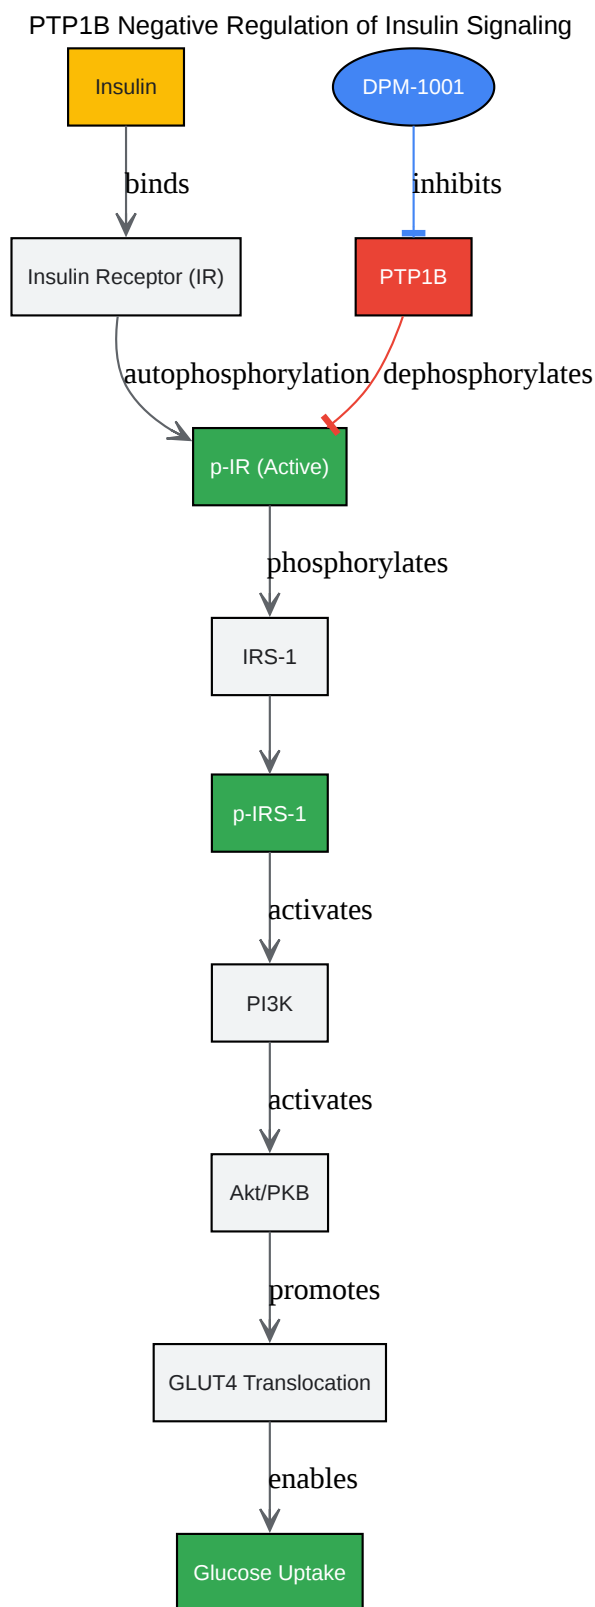 PTP1B Negative Regulation of Insulin Signaling
Insulin
DPM-1001
binds
inhibits
Insulin Receptor (IR)
PTP1B
autophosphorylation
dephosphorylates
p-IR (Active)
phosphorylates
IRS-1
p-IRS-1
activates
PI3K
activates
Akt/PKB
promotes
GLUT4 Translocation
enables
Glucose Uptake